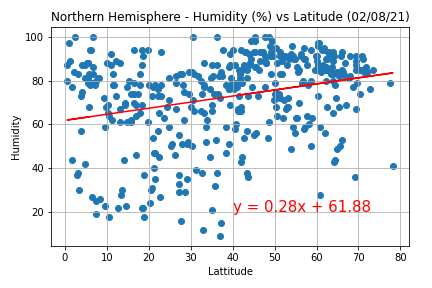 Northern Hemisphere - Humidity (%) vs Latitude (02/08/21)
100
80
60
40
20
Humidity
y = 0.28x + 61.88
0 10 20 30 40 50 60 70 80
Lattitude